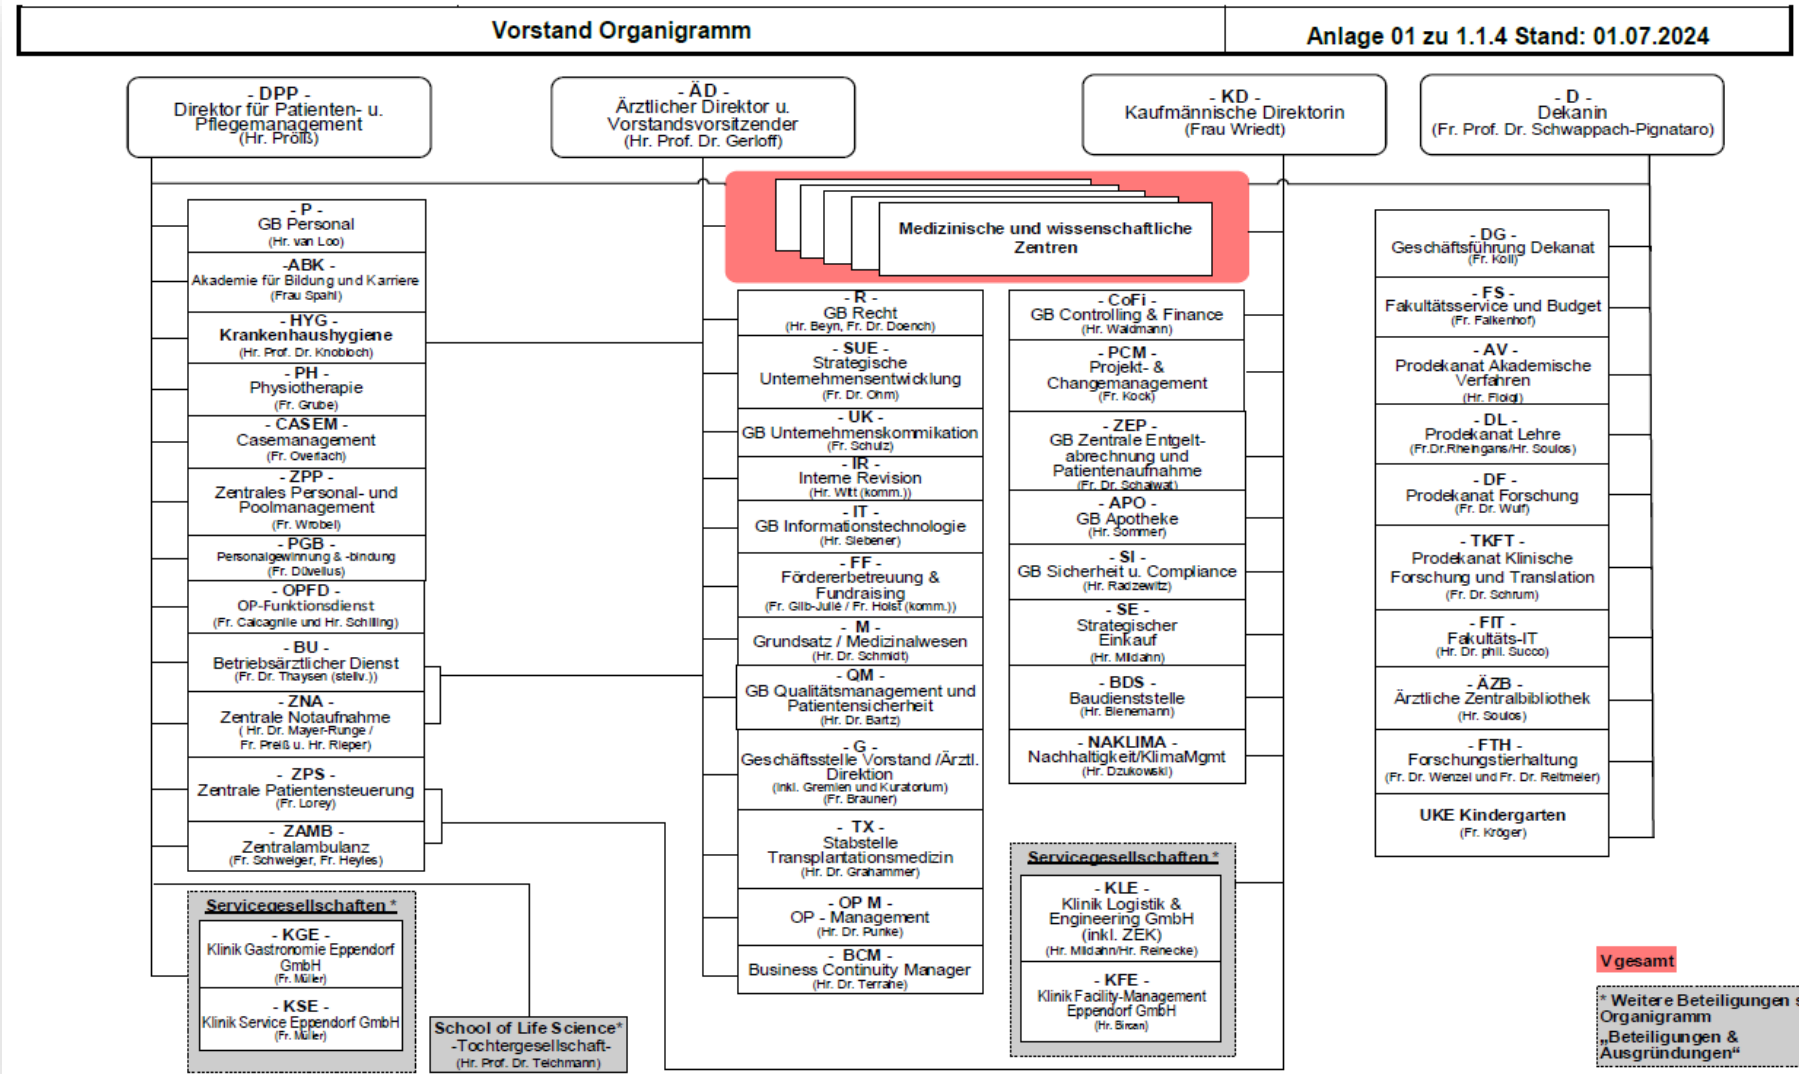 Vorstand Organigramm
Anlage 01 zu 1.1.4 Stand: 01.07.2024
- DPP -
Direktor für Patienten- u.
Pflegemanagement
(Hr. Prölß)
- ÄD -
Ärztlicher Direktor u.
Vorstandsvorsitzender
(Hr. Prof. Dr. Gerloff)
- KD -
Kaufmännische Direktorin
(Frau Wriedt)
- D -
Dekanin
(Fr. Prof. Dr. Schwappach-Pignataro)
Medizinische und wissenschaftliche
Zentren
- P -
GB Personal
(Hr. van Loo)
-ABK -
Akademie für Bildung und Karriere
(Frau Spahl)
- HYG -
Krankenhaushygiene
(Hr. Prof. Dr. Knobloch)
- PH -
Physiotherapie
(Fr. Grube)
- CASEM -
Casemanagement
(Fr. Overlach)
- ZPP -
Zentrales Personal- und
Poolmanagement
(Fr. Wrobel)
- PGB -
Personalgewinnung & -bindung
(Fr. Düvelius)
- OPFD -
OP-Funktionsdienst
(Fr. Calcagnile und Hr. Schilling)
- BU -
Betriebsärztlicher Dienst
(Fr. Dr. Thaysen (stellv.))
- ZNA -
Zentrale Notaufnahme
( Hr. Dr. Mayer-Runge /
Fr. Preiß u. Hr. Rieper)
- ZPS -
Zentrale Patientensteuerung
(Fr. Lorey)
- ZAMB -
Zentralambulanz
(Fr. Schweiger, Fr. Heyles)
Servicegesellschaften *
- KGE -
Klinik Gastronomie Eppendorf
GmbH
(Fr. Müller)
- KSE -
Klinik Service Eppendorf GmbH
(Fr. Müller)
School of Life Science*
-Tochtergesellschaft-
(Hr. Prof. Dr. Teichmann)
- R -
GB Recht
(Hr. Beyn, Fr. Dr. Doench)
- SUE -
Strategische
Unternehmensentwicklung
(Fr. Dr. Ohm)
- UK -
GB Unternehmenskommikation
(Fr. Schulz)
- IR -
Interne Revision
(Hr. Witt (komm.))
- IT -
GB Informationstechnologie
(Hr. Siebener)
- FF -
Fördererbetreuung &
Fundraising
(Fr. Gilb-Julié / Fr. Holst (komm.))
- M -
Grundsatz / Medizinalwesen
(Hr. Dr. Schmidt)
- QM -
GB Qualitätsmanagement und
Patientensicherheit
(Hr. Dr. Bartz)
- G -
Geschäftsstelle Vorstand /Ärztl.
Direktion
(inkl. Gremien und Kuratorium)
(Fr. Brauner)
- TX -
Stabstelle
Transplantationsmedizin
(Hr. Dr. Grahammer)
- OP M -
OP - Management
(Hr. Dr. Punke)
- BCM -
Business Continuity Manager
(Hr. Dr. Terrahe)
- CoFi -
GB Controlling & Finance
(Hr. Waldmann)
- PCM -
Projekt- &
Changemanagement
(Fr. Kock)
- ZEP -
GB Zentrale Entgelt-
abrechnung und
Patientenaufnahme
(Fr. Dr. Schalwat)
- APO -
GB Apotheke
(Hr. Sommer)
- SI -
GB Sicherheit u. Compliance
(Hr. Radzewitz)
- SE -
Strategischer
Einkauf
(Hr. Mildahn)
- BDS -
Baudienststelle
(Hr. Bienemann)
- NAKLIMA -
Nachhaltigkeit/KlimaMgmt
(Hr. Dzukowski)
Servicegesellschaften *
- KLE -
Klinik Logistik &
Engineering GmbH
(inkl. ZEK)
(Hr. Mildahn/Hr. Reinecke)
- KFE -
Klinik Facility-Management
Eppendorf GmbH
(Hr. Bircan)
- DG -
Geschäftsführung Dekanat
(Fr. Koll)
- FS -
Fakultätsservice und Budget
(Fr. Falkenhof)
- AV -
Prodekanat Akademische
Verfahren
(Hr. Floigl)
- DL -
Prodekanat Lehre
(Fr.Dr.Rheingans/Hr. Soulos)
- DF -
Prodekanat Forschung
(Fr. Dr. Wulf)
- TKFT -
Prodekanat Klinische
Forschung und Translation
(Fr. Dr. Schrum)
- FIT -
Fakultäts-IT
(Hr. Dr. phil. Succo)
- ÄZB -
Ärztliche Zentralbibliothek
(Hr. Soulos)
- FTH -
Forschungstierhaltung
(Fr. Dr. Wenzel und Fr. Dr. Reitmeier)
UKE Kindergarten
(Fr. Kröger)
V gesamt
* Weitere Beteiligungen s
Organigramm
„Beteiligungen &
Ausgründungen“